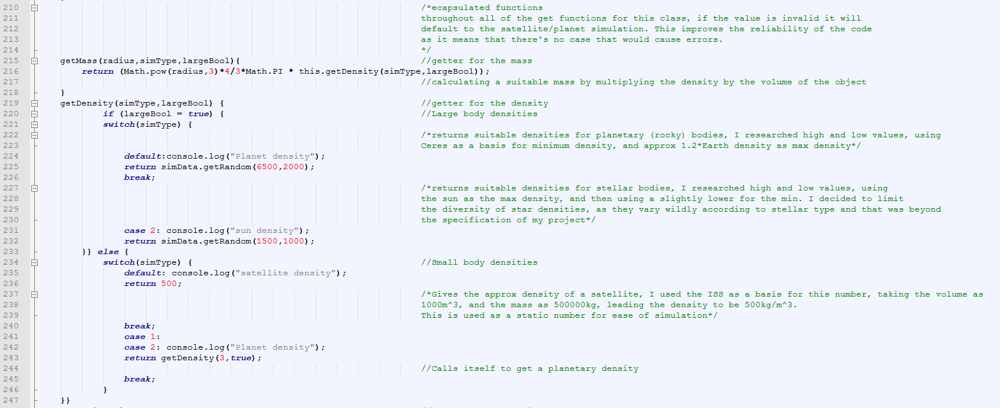 210 /*ecapsulated functions
211 throughout all of the get functions for this class, if the value is invalid it will
212 default to the satellite/planet simulation. This improves the reliability of the code
213 as it means that there's no case that would cause errors.
214 */
215 getMass(radius,simType,largeBool){ //getter for the mass
216 return (Math.pow(radius,3)*4/3*Math.PI * this.getDensity(simType,largeBool));
217 //calculating a suitable mass by multiplying the density by the volume of the object
218 }
219 getDensity(simType,largeBool) { //getter for the density
220 if (largeBool = true) { //Large body densities
221 switch(simType) {
222 /*returns suitable densities for planetary (rocky) bodies, I researched high and low values, using
223 Ceres as a basis for minimum density, and approx 1.2*Earth density as max density*/
224 default:console.log("Planet density");
225 return simData.getRandom(6500,2000);
226 break;
227 /*returns suitable densities for stellar bodies, I researched high and low values, using
228 the sun as the max density, and then using a slightly lower for the min. I decided to limit
229 the diversity of star densities, as they vary wildly according to stellar type and that was beyond
230 the specification of my project*/
231 case 2: console.log("sun density");
232 return simData.getRandom(1500,1000);
233 }} else {
234 switch(simType) { //Small body densities
235 default: console.log("satellite density");
236 return 500;
237 /*Gives the approx density of a satellite, I used the ISS as a basis for this number, taking the volume as
238 1000m^3, and the mass as 500000kg, leading the density to be 500kg/m^3.
239 This is used as a static number for ease of simulation*/
240 break;
241 case 1:
242 case 2: console.log("Planet density");
243 return getDensity(3,true);
244 //Calls itself to get a planetary density
245 break;
246 }
247 }}